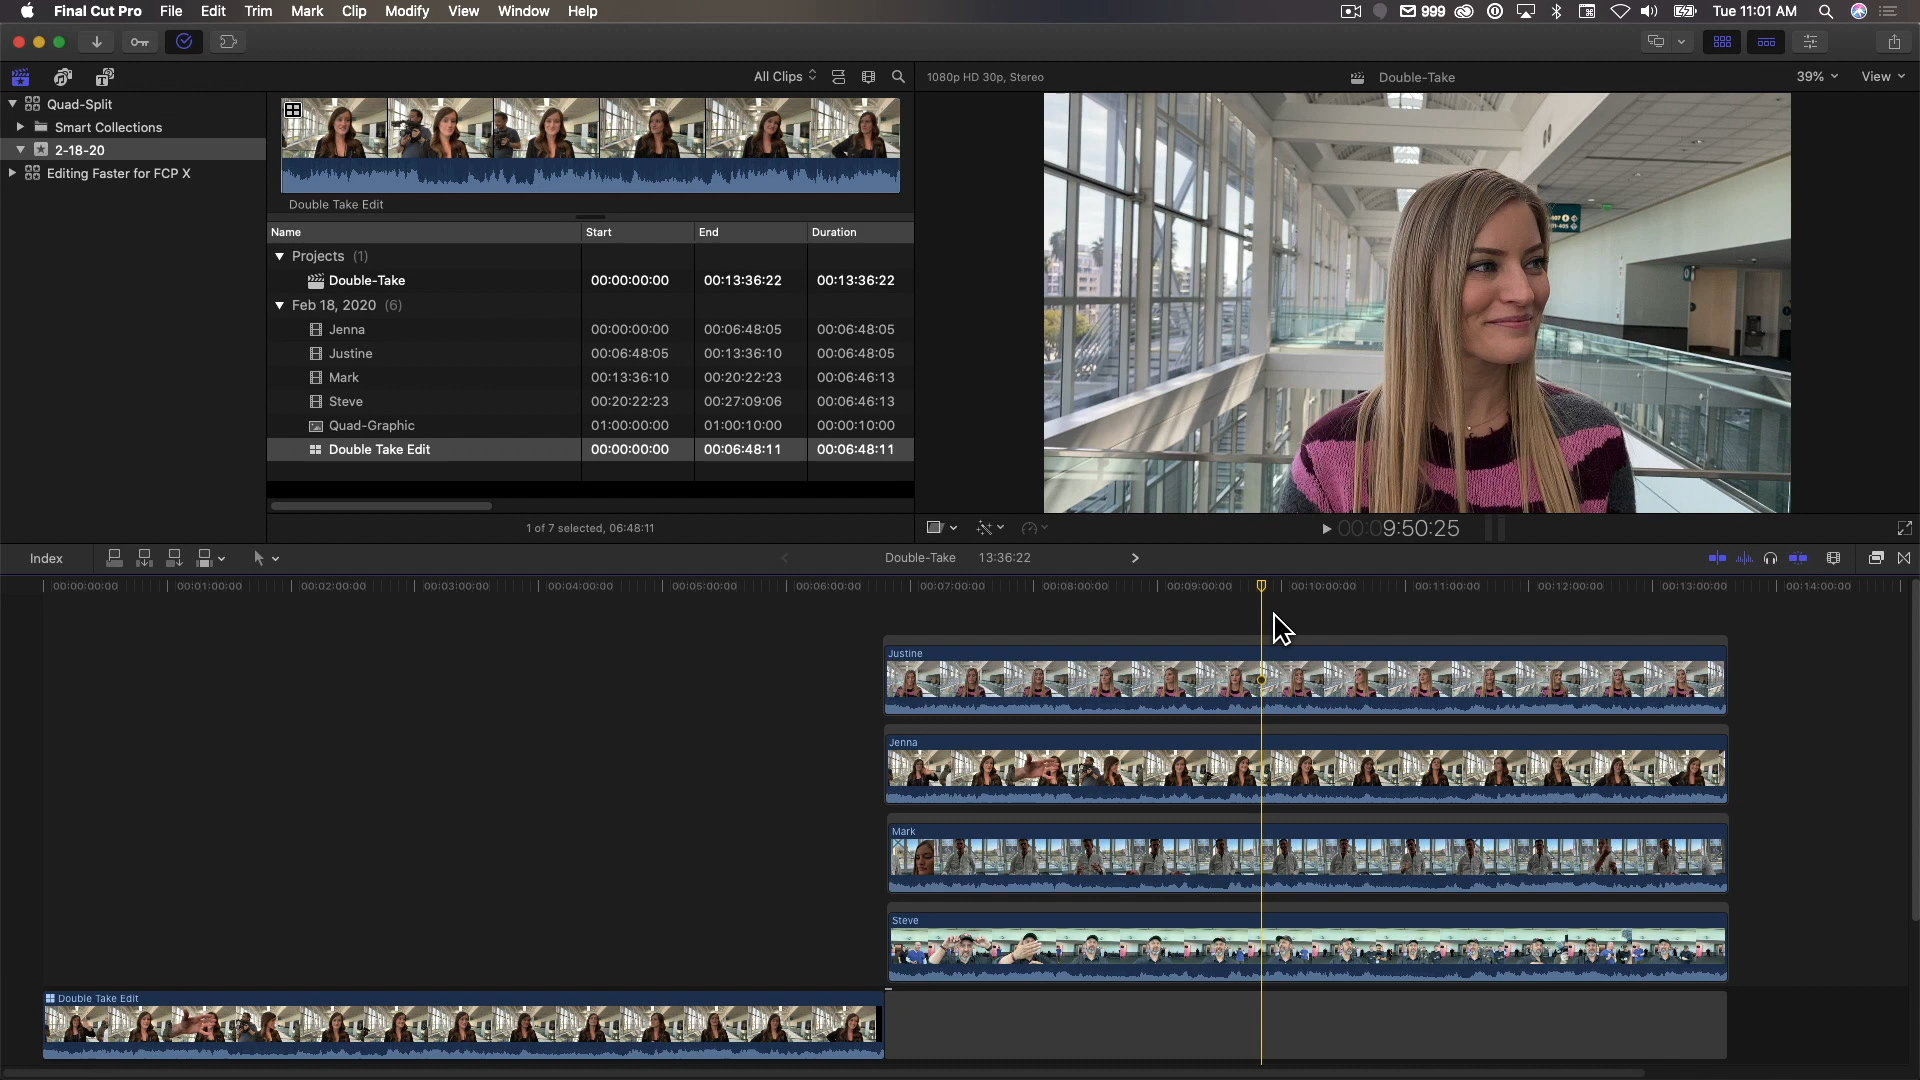 Final Cut Pro File Edit Trim Mark Clip Modify View Window Help 999 Tue 11:01 AM
All Clips 1080p HD 30p, Stereo Double-Take 39% View
Quad-Split
Smart Collections
2-18-20
Editing Faster for FCP X
Double Take Edit
Name Start End Duration
Projects (1)
Double-Take 00:00:00:00 00:13:36:22 00:13:36:22
Feb 18, 2020 (6)
Jenna 00:00:00:00 00:06:48:05 00:06:48:05
Justine 00:06:48:05 00:13:36:10 00:06:48:05
Mark 00:13:36:10 00:20:22:23 00:06:46:13
Steve 00:20:22:23 00:27:09:06 00:06:46:13
Quad-Graphic 01:00:00:00 01:00:10:00 00:00:10:00
Double Take Edit 00:00:00:00 00:06:48:11 00:06:48:11
1 of 7 selected, 06:48:11
00:09:50:25
Index Double-Take 13:36:22
00:00:00:00 00:01:00:00 00:02:00:00 00:03:00:00 00:04:00:00 00:05:00:00 00:06:00:00 00:07:00:00 00:08:00:00 00:09:00:00 00:10:00:00 00:11:00:00 00:12:00:00 00:13:00:00 00:14:00:00
Justine
Jenna
Mark
Steve
Double Take Edit